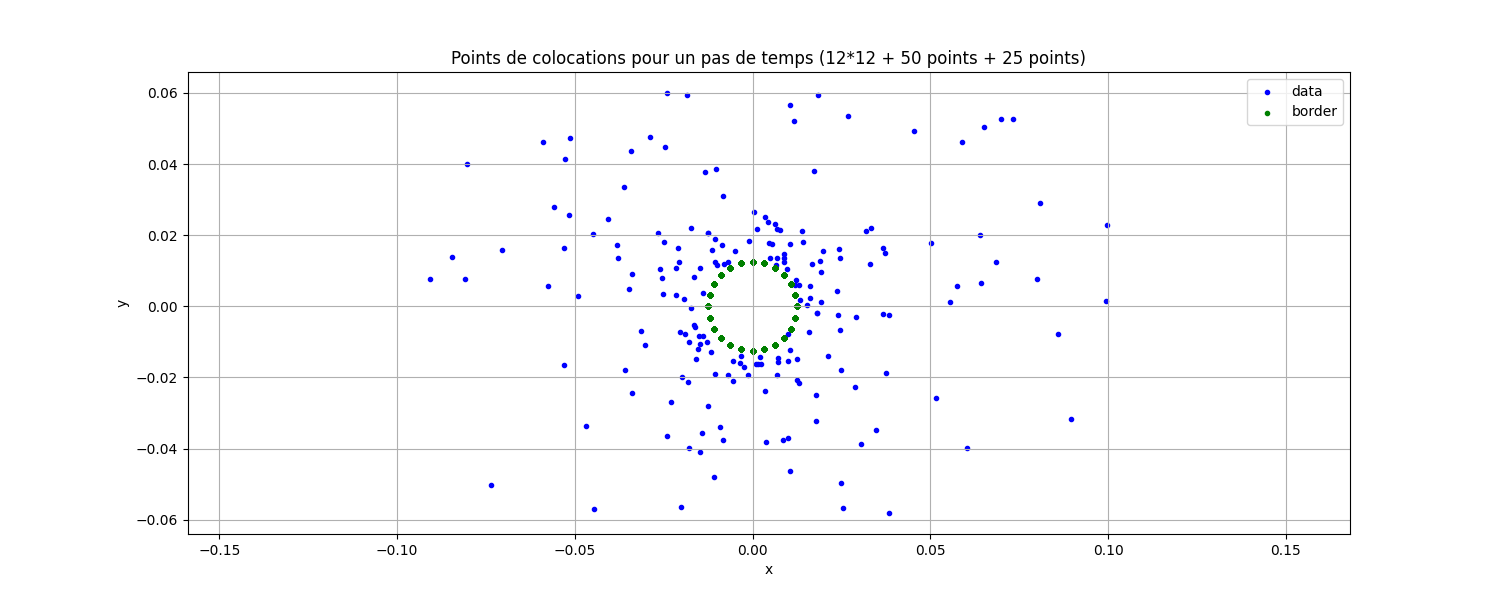 Points de colocations pour un pas de temps (12*12 + 50 points + 25 points)
data
border
0.06
0.04
0.02
0.00
−0.02
−0.04
−0.06
y
−0.15
−0.10
−0.05
0.00
0.05
0.10
0.15
x